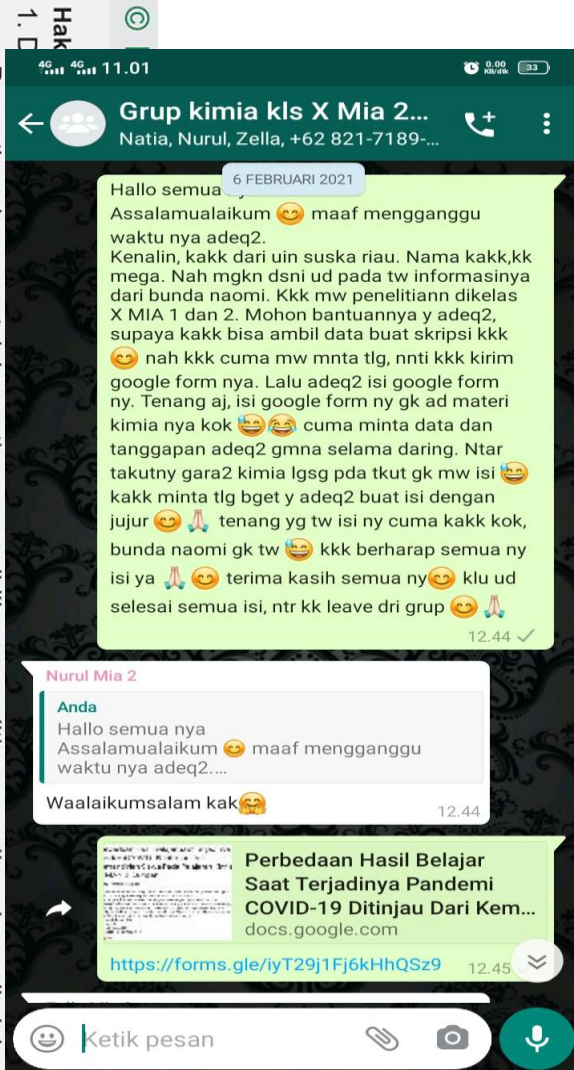 ©
Hak
1. D
4G 4G 11.01 0.00 KB/dtk 33
Grup kimia kls X Mia 2...
Natia, Nurul, Zella, +62 821-7189-...
6 FEBRUARI 2021
Hallo semua
Assalamualaikum 😊 maaf mengganggu
waktu nya adeq2.
Kenalin, kakk dari uin suska riau. Nama kakk,kk
mega. Nah mgkn dsni ud pada tw informasinya
dari bunda naomi. Kkk mw penelitiann dikelas
X MIA 1 dan 2. Mohon bantuannya y adeq2,
supaya kakk bisa ambil data buat skripsi kkk
😊 nah kkk cuma mw mnta tlg, nnti kkk kirim
google form nya. Lalu adeq2 isi google form
ny. Tenang aj, isi google form ny gk ad materi
kimia nya kok 😅😂 cuma minta data dan
tanggapan adeq2 gmna selama daring. Ntar
takutny gara2 kimia lgsg pda tkut gk mw isi 😅
kakk minta tlg bget y adeq2 buat isi dengan
jujur 😊 🙏 tenang yg tw isi ny cuma kakk kok,
bunda naomi gk tw 😅 kkk berharap semua ny
isi ya 🙏 😊 terima kasih semua ny😊 klu ud
selesai semua isi, ntr kk leave dri grup 😊 🙏
12.44
Nurul Mia 2
Anda
Hallo semua nya
Assalamualaikum 😊 maaf mengganggu
waktu nya adeq2....
Waalaikumsalam kak🤗
12.44
Perbedaan Hasil Belajar
Saat Terjadinya Pandemi
COVID-19 Ditinjau Dari Kem...
docs.google.com
https://forms.gle/iyT29j1Fj6kHhQSz9 12.45
Ketik pesan